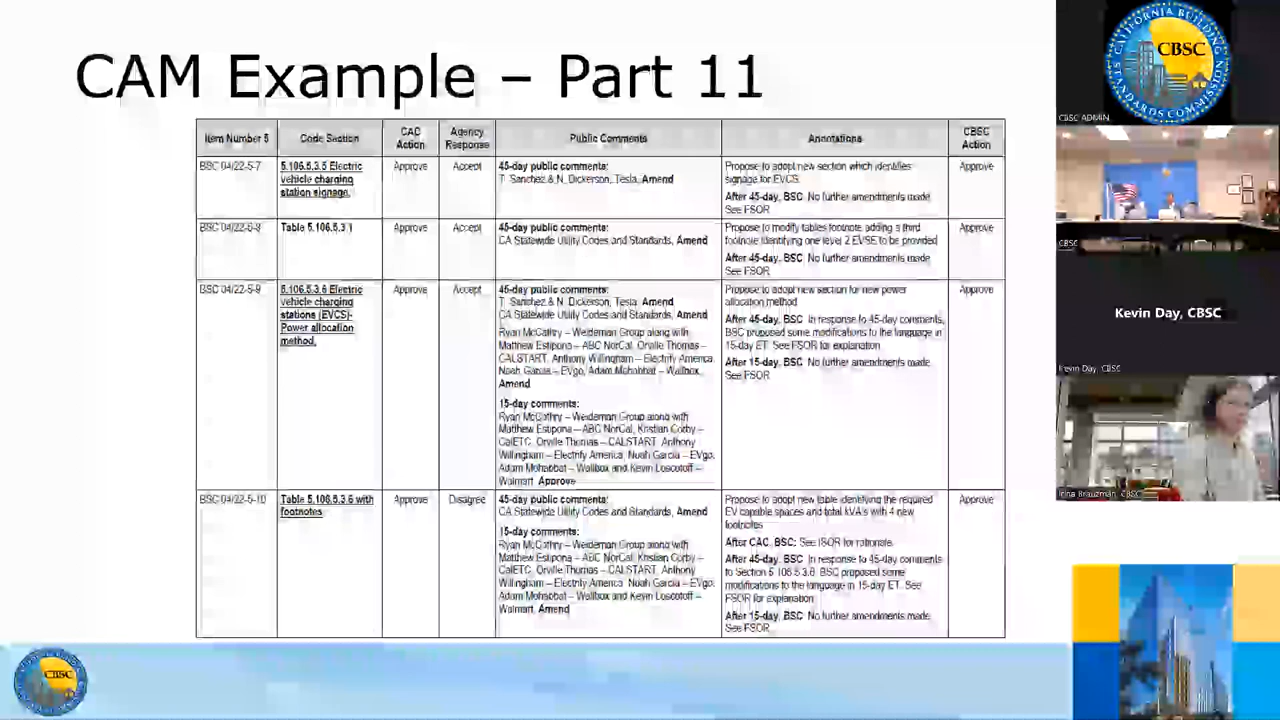 CAM Example – Part 11
Item Number 5
Code Section
CAC
Action
Agency
Response
Public Comments
Annotations
CBSC
Action
BSC 04/22-5-7
5.106.5.3.5 Electric
vehicle charging
station signage.
Approve
Accept
45-day public comments:
T. Sanchez & N. Dickerson, Tesla, Amend
Propose to adopt new section which identifies
signage for EVCS.
After 45-day, BSC: No further amendments made.
See FSOR
Approve
BSC 04/22-5-8
Table 5.106.5.3.1
Approve
Accept
45-day public comments:
CA Statewide Utility Codes and Standards, Amend
Propose to modify tables footnote, adding a third
footnote identifying one level 2 EVSE to be provided
After 45-day, BSC: No further amendments made.
See FSOR
Approve
BSC 04/22-5-9
5.106.5.3.6 Electric
vehicle charging
stations (EVCS)-
Power allocation
method.
Approve
Accept
45-day public comments:
T. Sanchez & N. Dickerson, Tesla, Amend
CA Statewide Utility Codes and Standards, Amend
Ryan McCathy – Weideman Group along with
Matthew Estipona – ABC NorCal, Orville Thomas –
CALSTART, Anthony Willingham – Electrify America,
Noah Garcia – EVgo, Adam Mohabbat – Wallbox,
Amend
15-day comments:
Ryan McCathry – Weideman Group along with
Matthew Estipona – ABC NorCal, Kristian Corby –
CalETC, Orville Thomas – CALSTART, Anthony
Willingham – Electrify America, Noah Garcia – EVgo,
Adam Mohabbat – Wallbox and Kevin Loscotoff –
Walmart, Approve
Propose to adopt new section for new power
allocation method
After 45-day, BSC: In response to 45-day comments,
BSC proposed some modifications to the language in
15-day ET. See FSOR for explanation.
After 15-day, BSC: No further amendments made.
See FSOR
Approve
BSC 04/22-5-10
Table 5.106.5.3.6 with
footnotes
Approve
Disagree
45-day public comments:
CA Statewide Utility Codes and Standards, Amend
15-day comments:
Ryan McCathry – Weideman Group along with
Matthew Estipona – ABC NorCal, Kristian Corby –
CalETC, Orville Thomas – CALSTART, Anthony
Willingham – Electrify America, Noah Garcia – EVgo,
Adam Mohabbat – Wallbox and Kevin Loscotoff –
Walmart, Amend
Propose to adopt new table identifying the required
EV capable spaces and total kVA's with 4 new
footnotes
After CAC, BSC: See ISOR for rationale.
After 45-day, BSC: In response to 45-day comments
to Section 5.106.5.3.6, BSC proposed some
modifications to the language in 15-day ET. See
FSOR for explanation
After 15-day, BSC: No further amendments made.
See FSOR
Approve
CALIFORNIA BUILDING
STANDARDS COMMISSION
CBSC
CBSC ADMIN
CBSC
Kevin Day, CBSC
Kevin Day, CBSC
Irina Brauzman, CBSC
CBSC